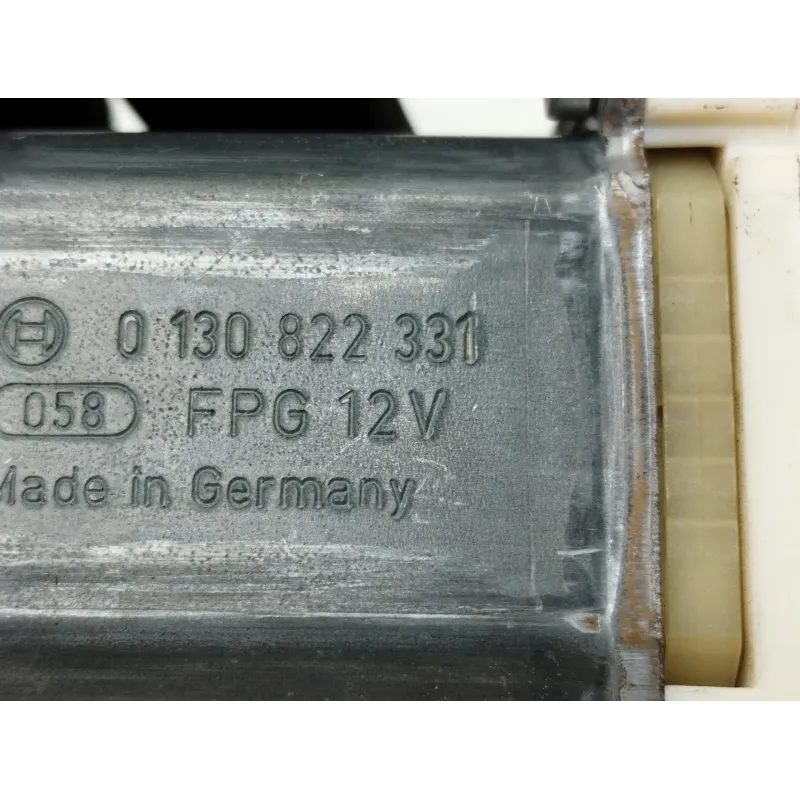 0 130 822 331
058 FPG 12V
Made in Germany